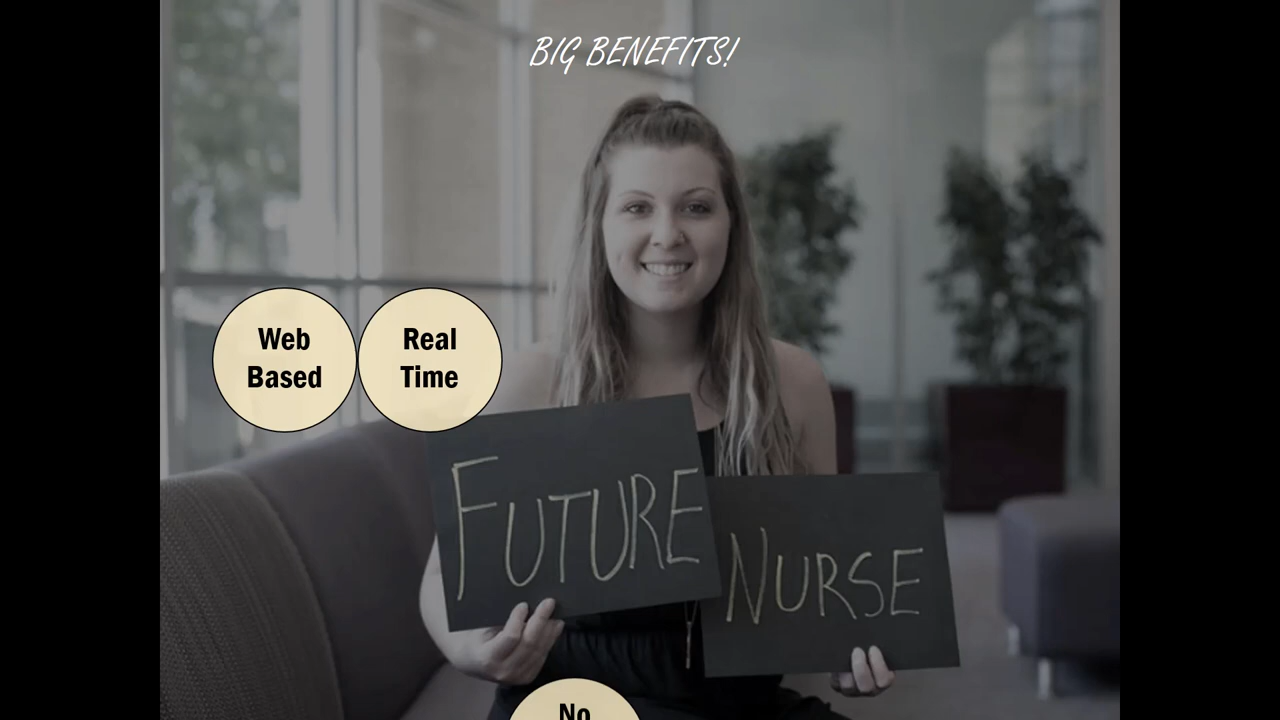 BIG BENEFITS!
Web
Based
Real
Time
FUTURE
NURSE
No